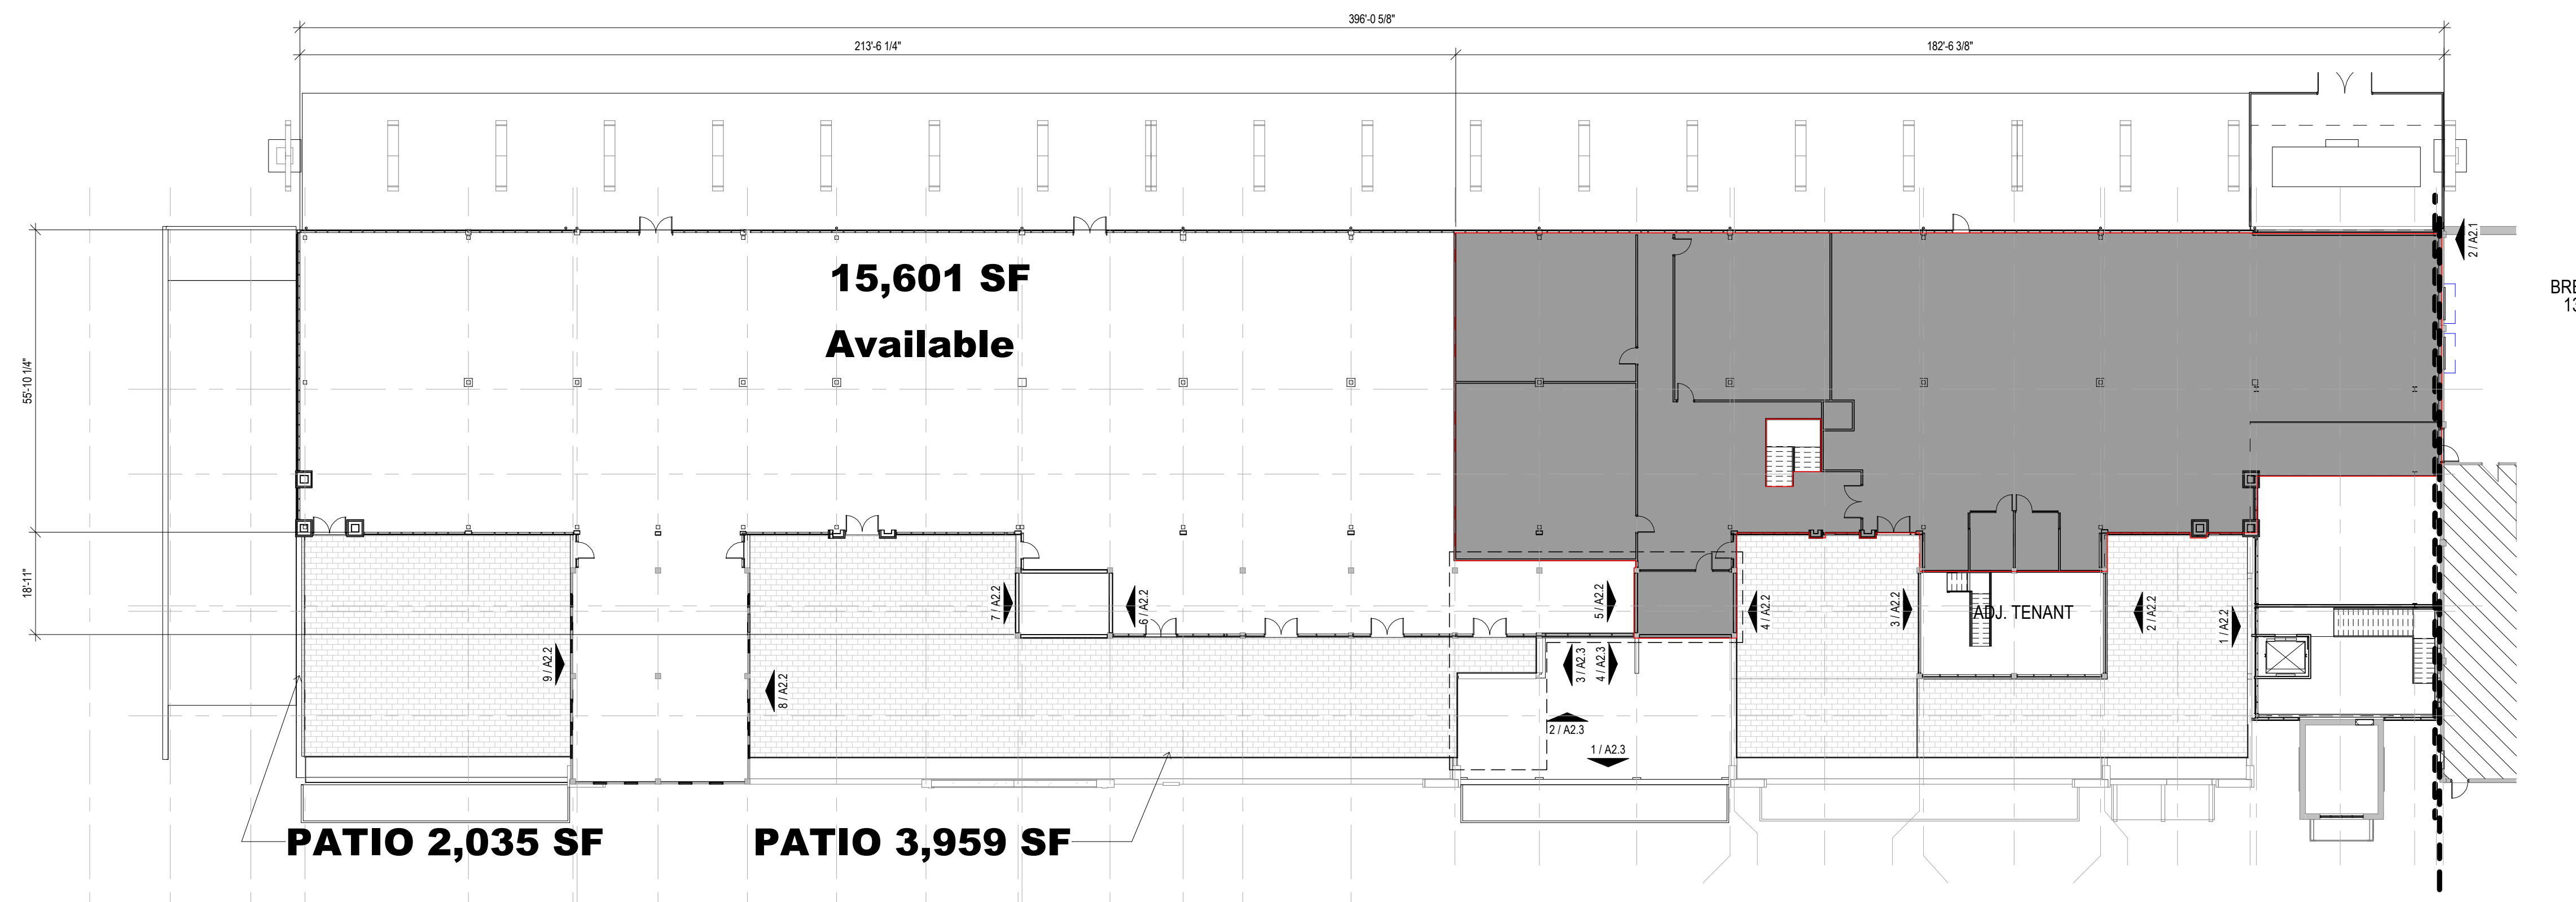 396'-0 5/8"
213'-6 1/4"
182'-6 3/8"
2 / A2.1
BRE
13
15,601 SF
Available
55'-10 1/4"
18'-11"
7 / A2.2
6 / A2.2
5 / A2.2
4 / A2.2
3 / A2.2
ADJ. TENANT
2 / A2.2
1 / A2.2
9 / A2.2
8 / A2.2
3 / A2.3
4 / A2.3
2 / A2.3
1 / A2.3
PATIO 2,035 SF
PATIO 3,959 SF